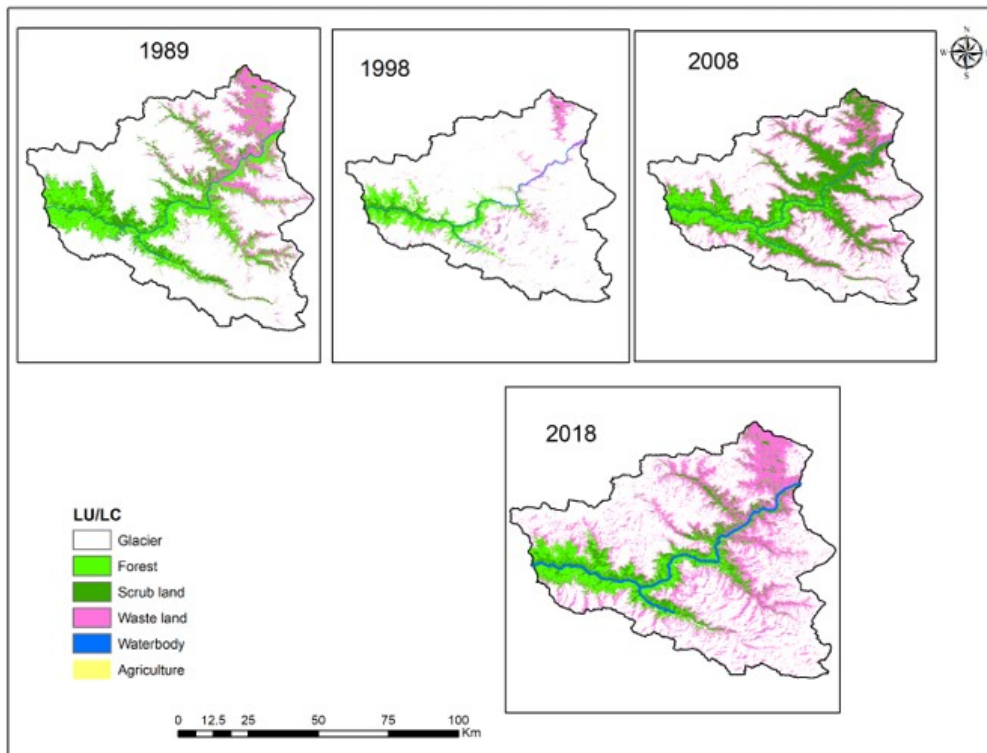 1989
1998
2008
N
W
S
2018
LU/LC
Glacier
Forest
Scrub land
Waste land
Waterbody
Agriculture
0 12.5 25 50 75 100
Km